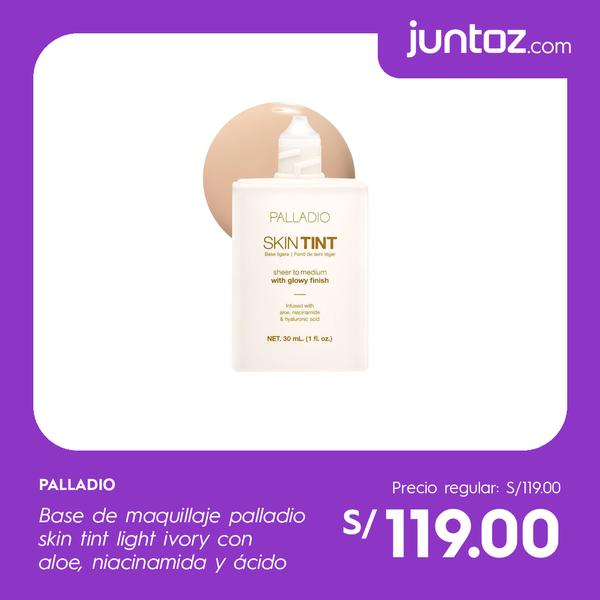 juntoz.com
PALLADIO
SKIN TINT
Base ligera | Fond de teint léger
sheer to medium
with glowy finish
Infused with
aloe, niacinamide
& hyaluronic acid
NET. 30 mL. (1 fl. oz.)
PALLADIO
Base de maquillaje palladio
skin tint light ivory con
aloe, niacinamida y ácido
Precio regular: S/119.00
S/ 119.00